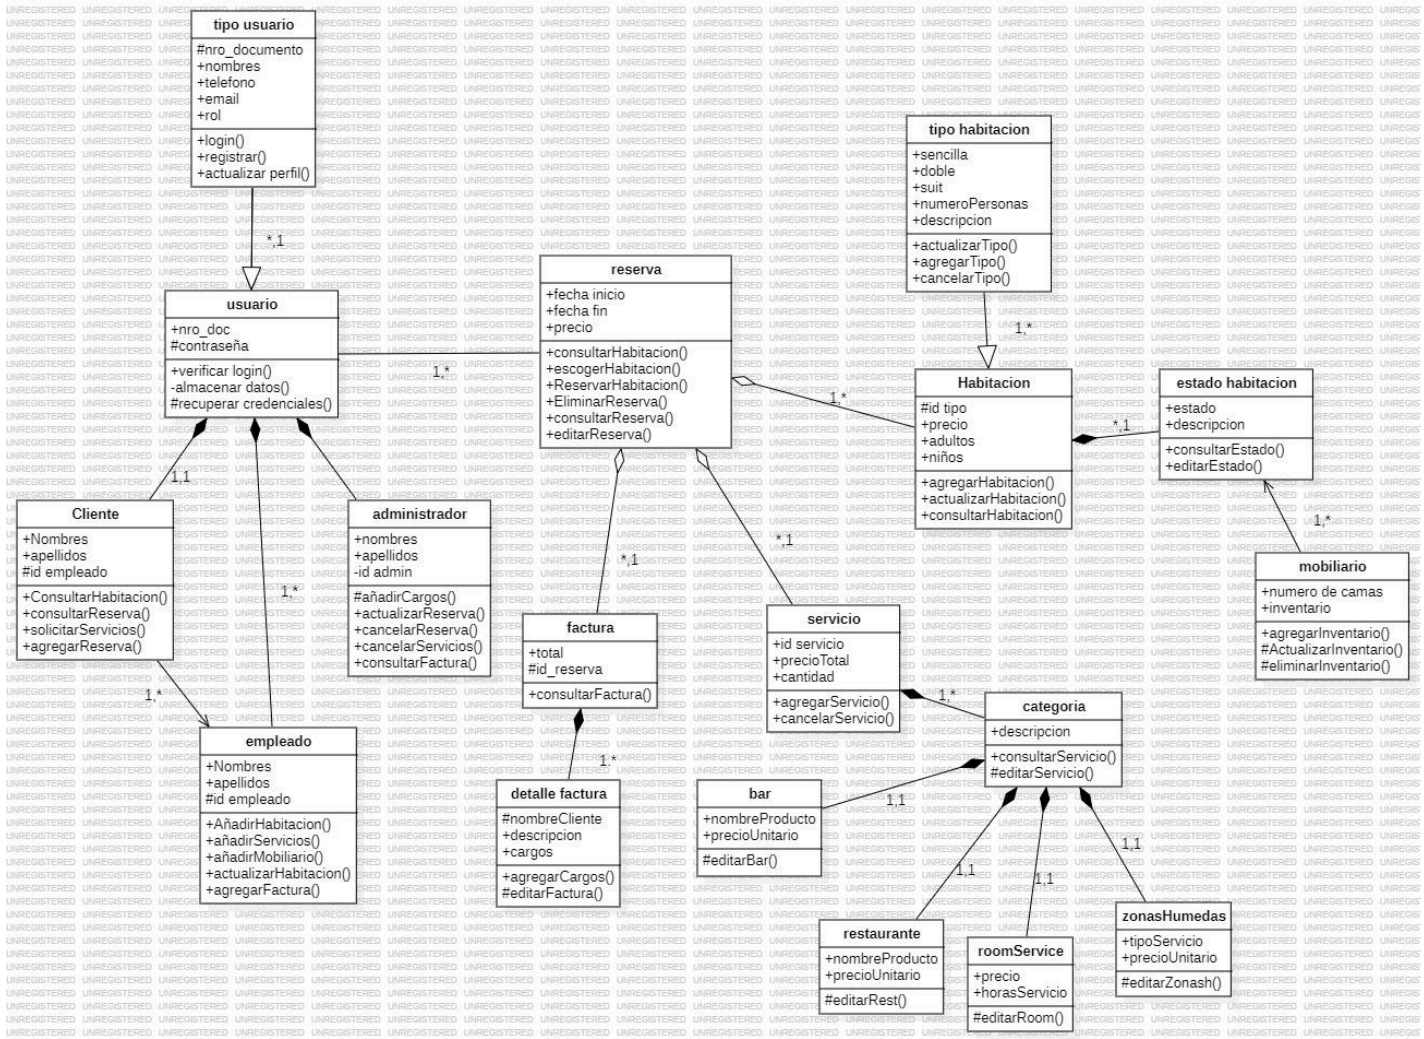 tipo usuario
#nro_documento
+nombres
+telefono
+email
+rol
+login()
+registrar()
+actualizar perfil()
*,1
usuario
+nro_doc
#contraseña
+verificar login()
-almacenar datos()
#recuperar credenciales()
1,*
reserva
+fecha inicio
+fecha fin
+precio
+consultarHabitacion()
+escogerHabitacion()
+ReservarHabitacion()
+EliminarReserva()
+consultarReserva()
+editarReserva()
1,*
tipo habitacion
+sencilla
+doble
+suit
+numeroPersonas
+descripcion
+actualizarTipo()
+agregarTipo()
+cancelarTipo()
1,*
Habitacion
#id tipo
+precio
+adultos
+niños
+agregarHabitacion()
+actualizarHabitacion()
+consultarHabitacion()
*,1
estado habitacion
+estado
+descripcion
+consultarEstado()
+editarEstado()
1,*
mobiliario
+numero de camas
+inventario
+agregarInventario()
#ActualizarInventario()
#eliminarInventario()
1,1
Cliente
+Nombres
+apellidos
#id empleado
+ConsultarHabitacion()
+consultarReserva()
+solicitarServicios()
+agregarReserva()
1,*
administrador
+nombres
+apellidos
-id admin
#añadirCargos()
+actualizarReserva()
+cancelarReserva()
+cancelarServicios()
+consultarFactura()
1,*
empleado
+Nombres
+apellidos
#id empleado
+AñadirHabitacion()
+añadirServicios()
+añadirMobiliario()
+actualizarHabitacion()
+agregarFactura()
*,1
factura
+total
#id_reserva
+consultarFactura()
1.*
detalle factura
#nombreCliente
+descripcion
+cargos
+agregarCargos()
#editarFactura()
*,1
servicio
+id servicio
+precioTotal
+cantidad
+agregarServicio()
+cancelarServicio()
1,*
categoria
+descripcion
+consultarServicio()
#editarServicio()
1,1
bar
+nombreProducto
+precioUnitario
#editarBar()
1,1
restaurante
+nombreProducto
+precioUnitario
#editarRest()
1,1
roomService
+precio
+horasServicio
#editarRoom()
1,1
zonasHumedas
+tipoServicio
+precioUnitario
#editarZonash()
UNREGISTERED